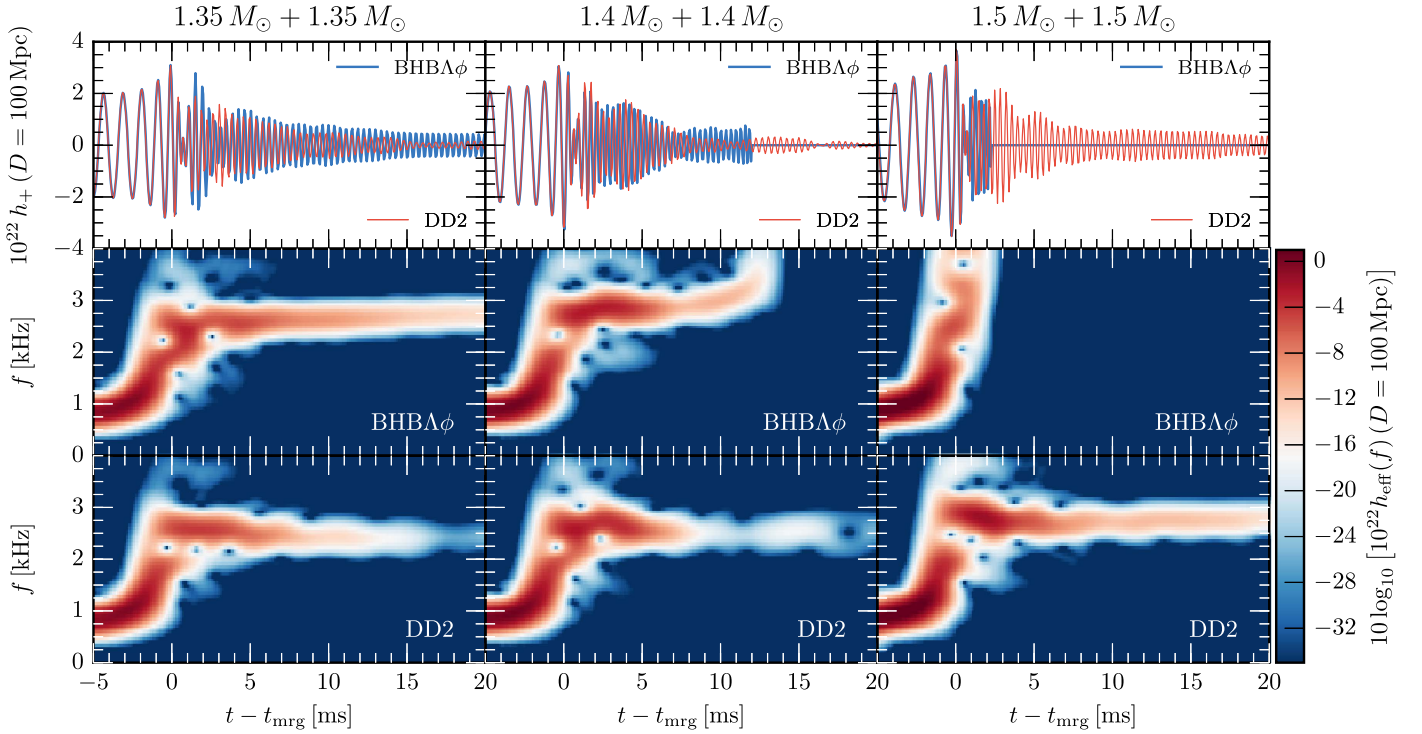 1.35 M⊙ + 1.35 M⊙ 1.4 M⊙ + 1.4 M⊙ 1.5 M⊙ + 1.5 M⊙
10²² h₊ (D = 100 Mpc)
4
2
0
−2
−4
BHBΛϕ
DD2
BHBΛϕ
DD2
BHBΛϕ
DD2
f [kHz]
4
3
2
1
0
BHBΛϕ
BHBΛϕ
BHBΛϕ
f [kHz]
3
2
1
0
DD2
DD2
DD2
−5 0 5 10 15 20 0 5 10 15 20 0 5 10 15 20
t − t_mrg [ms] t − t_mrg [ms] t − t_mrg [ms]
0
−4
−8
−12
−16
−20
−24
−28
−32
10 log₁₀ [10²² h_eff(f) (D = 100 Mpc)]